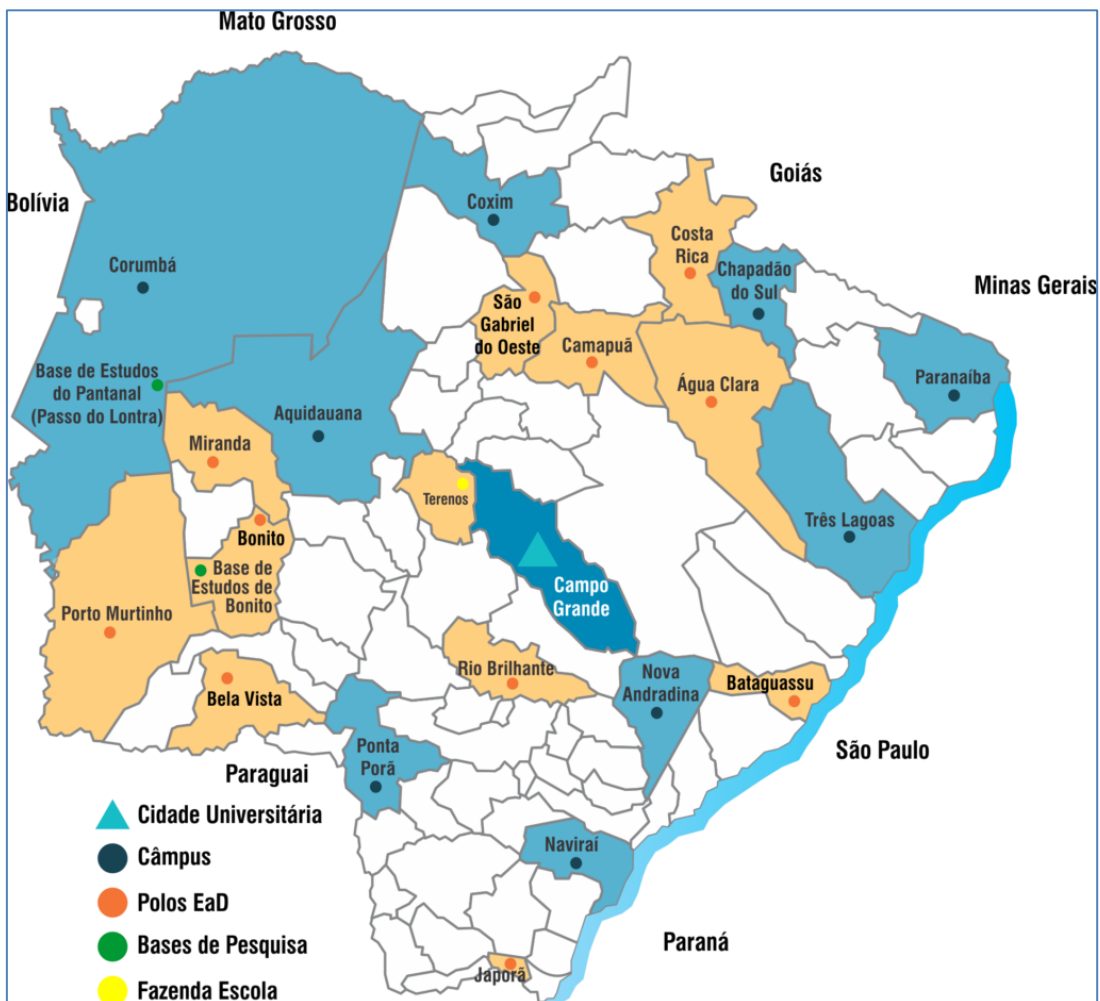 Mato Grosso
Goiás
Bolívia
Coxim
Costa
Rica
Chapadão
do Sul
Corumbá
Minas Gerais
São
Gabriel
do Oeste
Camapuã
Base de Estudos
do Pantanal
(Passo do Lontra)
Água Clara
Paranaíba
Aquidauana
Miranda
Terenos
Três Lagoas
Bonito
Base de
Estudos de
Bonito
Campo
Grande
Porto Murtinho
Rio Brilhante
Nova
Andradina
Bataguassu
Bela Vista
São Paulo
Ponta
Porã
Paraguai
Naviraí
Paraná
Japorã
Cidade Universitária
Câmpus
Polos EaD
Bases de Pesquisa
Fazenda Escola